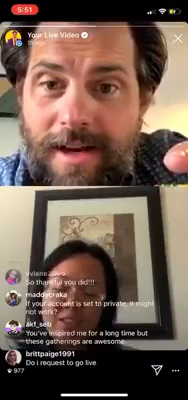 5:51
Your Live Video
So thankful you did!!!
maddycraka
If your account is set to private, it might
not work?
akf_seb
You've inspired me for a long time but
these gatherings are awesome
brittpaige1991
Do i request to go live
977